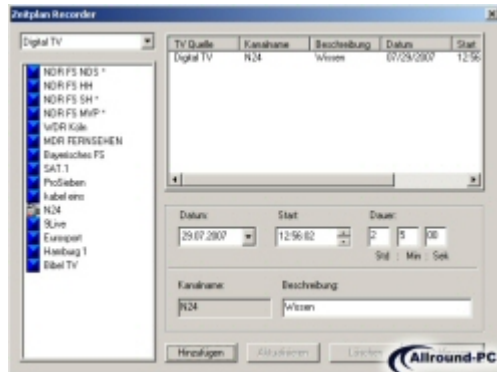 Zeitplan Recorder
Digital TV
NDR FS NDS *
NDR FS HH
NDR FS SH *
NDR FS MVP *
WDR Köln
MDR FERNSEHEN
Bayerisches FS
SAT.1
ProSieben
kabel eins
N24
9Live
Eurosport
Hamburg 1
Bibel TV
TV Quelle Kanalname Beschreibung Datum Start
Digital TV N24 Wissen 07/29/2007 12:56
Datum: Start: Dauer:
29.07.2007 12:56:02 2 5 00
Std : Min : Sek
Kanalname: Beschreibung:
N24 Wissen
Hinzufügen Aktualisieren Löschen
Allround-PC